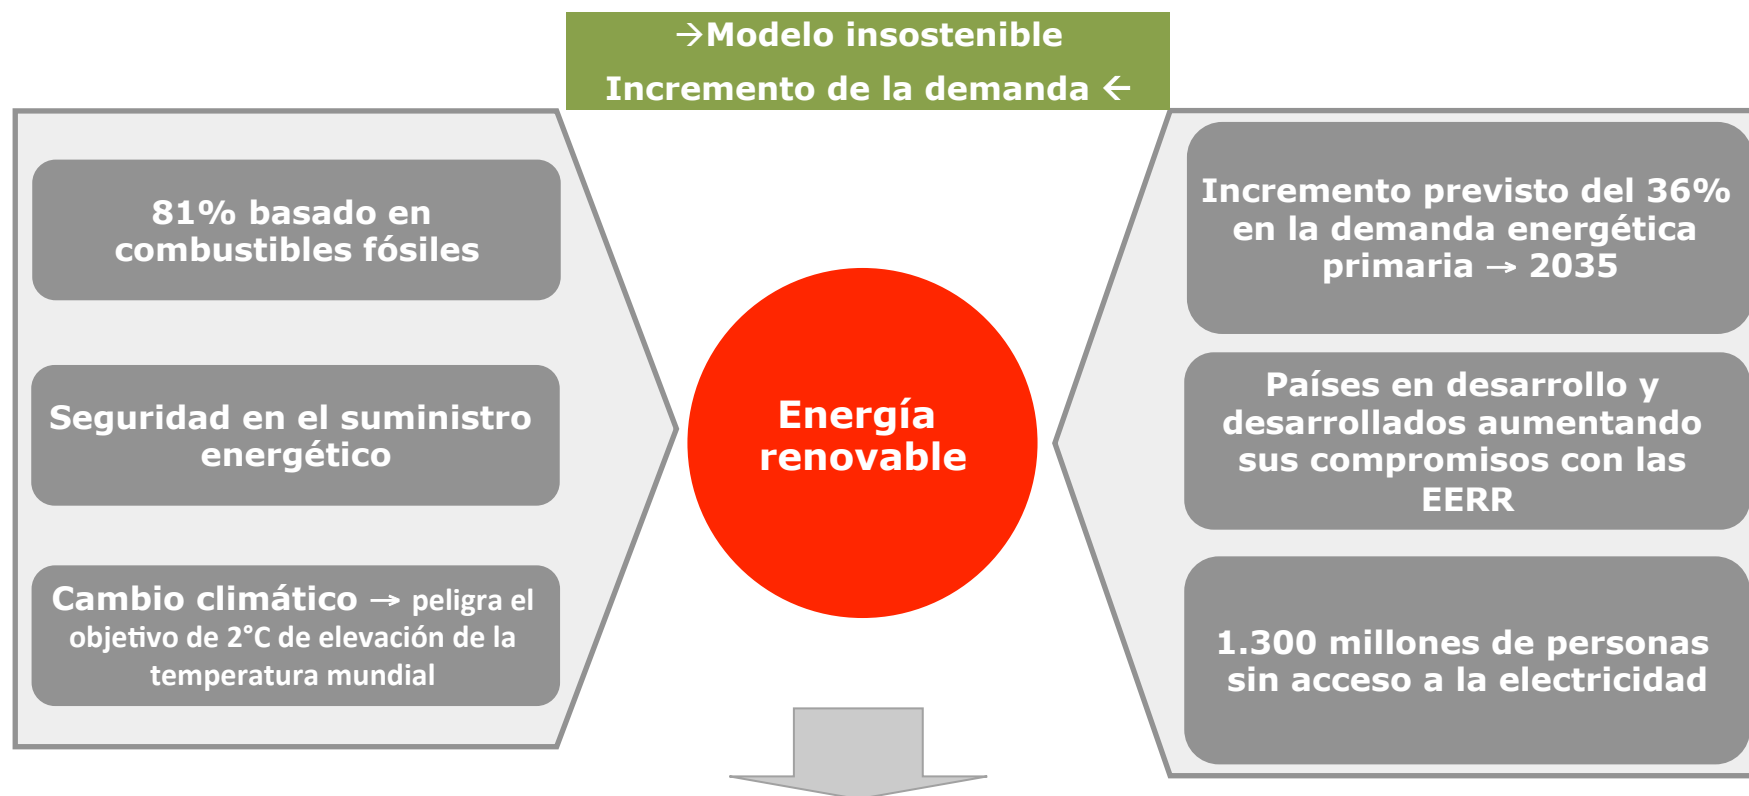 →Modelo insostenible
Incremento de la demanda ←
81% basado en
combustibles fósiles
Seguridad en el suministro
energético
Cambio climático → peligra el
objetivo de 2°C de elevación de la
temperatura mundial
Energía
renovable
Incremento previsto del 36%
en la demanda energética
primaria → 2035
Países en desarrollo y
desarrollados aumentando
sus compromisos con las
EERR
1.300 millones de personas
sin acceso a la electricidad